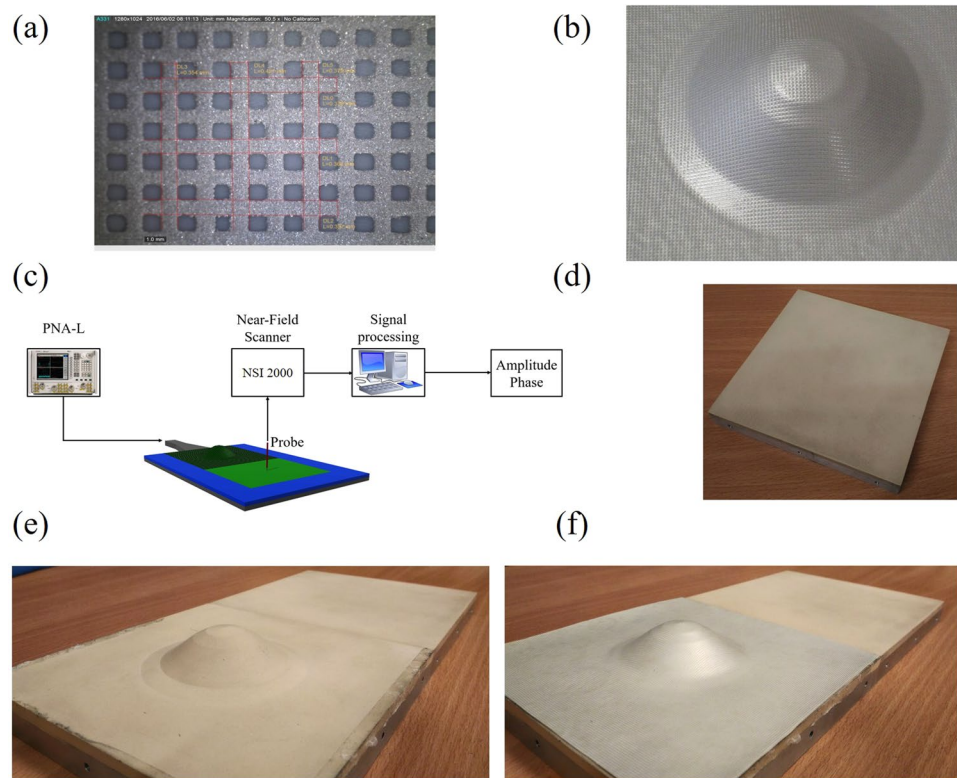 (a)
(b)
A331 1280x1024 2016/06/02 08:11:13 Unit: mm Magnification: 50.5 x No Calibration
1.0 mm
(c)
(d)
PNA-L
Near-Field
Scanner
Signal
processing
NSI 2000
Amplitude
Phase
Probe
(e)
(f)